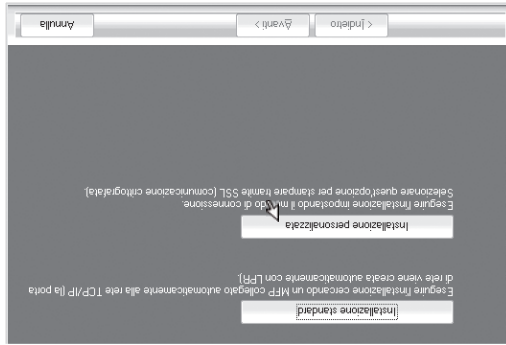 Installazione standard
Eseguire l'installazione cercando un MFP collegato automaticamente alla rete TCP/IP (la porta
di rete viene creata automaticamente con LPR).
Installazione personalizzata
Eseguire l'installazione impostando il metodo di connessione.
Selezionare quest'opzione per stampare tramite SSL (comunicazione crittografata).
< Indietro
Avanti >
Annulla